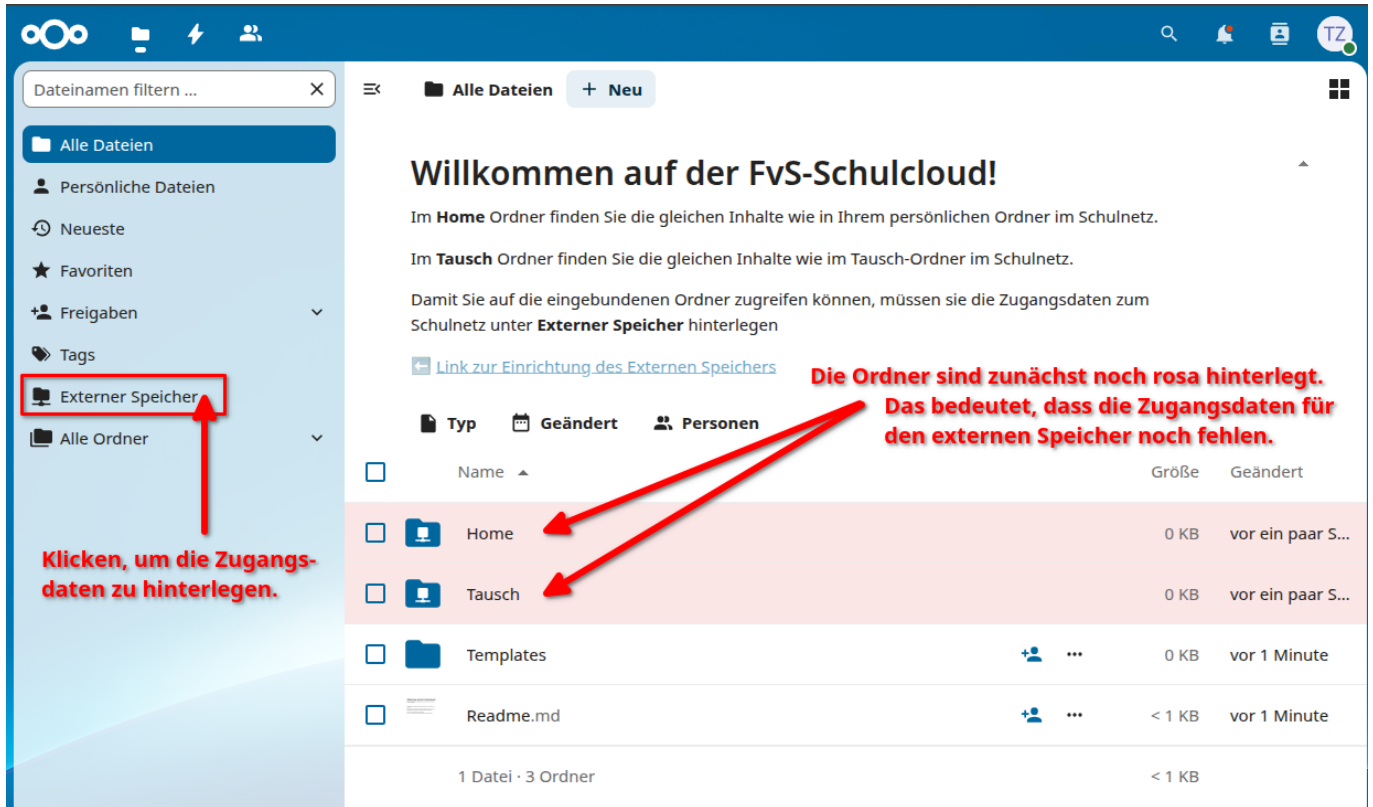 TZ
Dateinamen filtern ...
Alle Dateien
Neu
Alle Dateien
Persönliche Dateien
Neueste
Favoriten
Freigaben
Tags
Externer Speicher
Alle Ordner
Klicken, um die Zugangs-
daten zu hinterlegen.
Willkommen auf der FvS-Schulcloud!
Im Home Ordner finden Sie die gleichen Inhalte wie in Ihrem persönlichen Ordner im Schulnetz.
Im Tausch Ordner finden Sie die gleichen Inhalte wie im Tausch-Ordner im Schulnetz.
Damit Sie auf die eingebundenen Ordner zugreifen können, müssen sie die Zugangsdaten zum
Schulnetz unter Externer Speicher hinterlegen
Link zur Einrichtung des Externen Speichers
Die Ordner sind zunächst noch rosa hinterlegt.
Das bedeutet, dass die Zugangsdaten für
den externen Speicher noch fehlen.
Typ Geändert Personen
Name Größe Geändert
Home 0 KB vor ein paar S...
Tausch 0 KB vor ein paar S...
Templates 0 KB vor 1 Minute
Readme.md < 1 KB vor 1 Minute
1 Datei · 3 Ordner < 1 KB